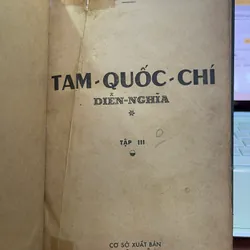 TAM-QUỐC-CHÍ
DIỄN-NGHĨA
*
TẬP III
CƠ SỞ XUẤT BẢN